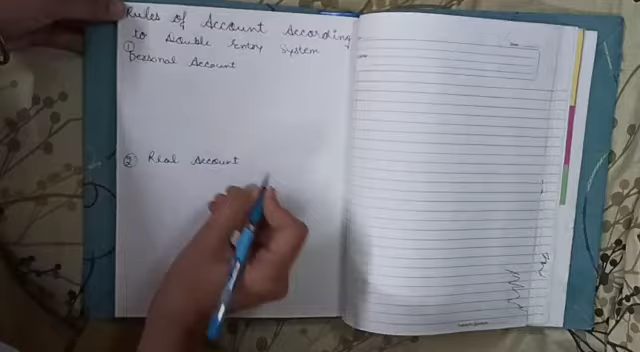 Rules of Account According
to Double Entry System
①
Personal Account
② Real Account